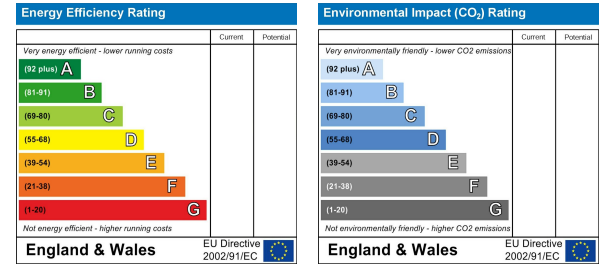 Energy Efficiency Rating
Current Potential
Very energy efficient - lower running costs
(92 plus) A
(81-91) B
(69-80) C
(55-68) D
(39-54) E
(21-38) F
(1-20) G
Not energy efficient - higher running costs
England & Wales
EU Directive
2002/91/EC
Environmental Impact (CO₂) Rating
Current Potential
Very environmentally friendly - lower CO2 emissions
(92 plus) A
(81-91) B
(69-80) C
(55-68) D
(39-54) E
(21-38) F
(1-20) G
Not environmentally friendly - higher CO2 emissions
England & Wales
EU Directive
2002/91/EC